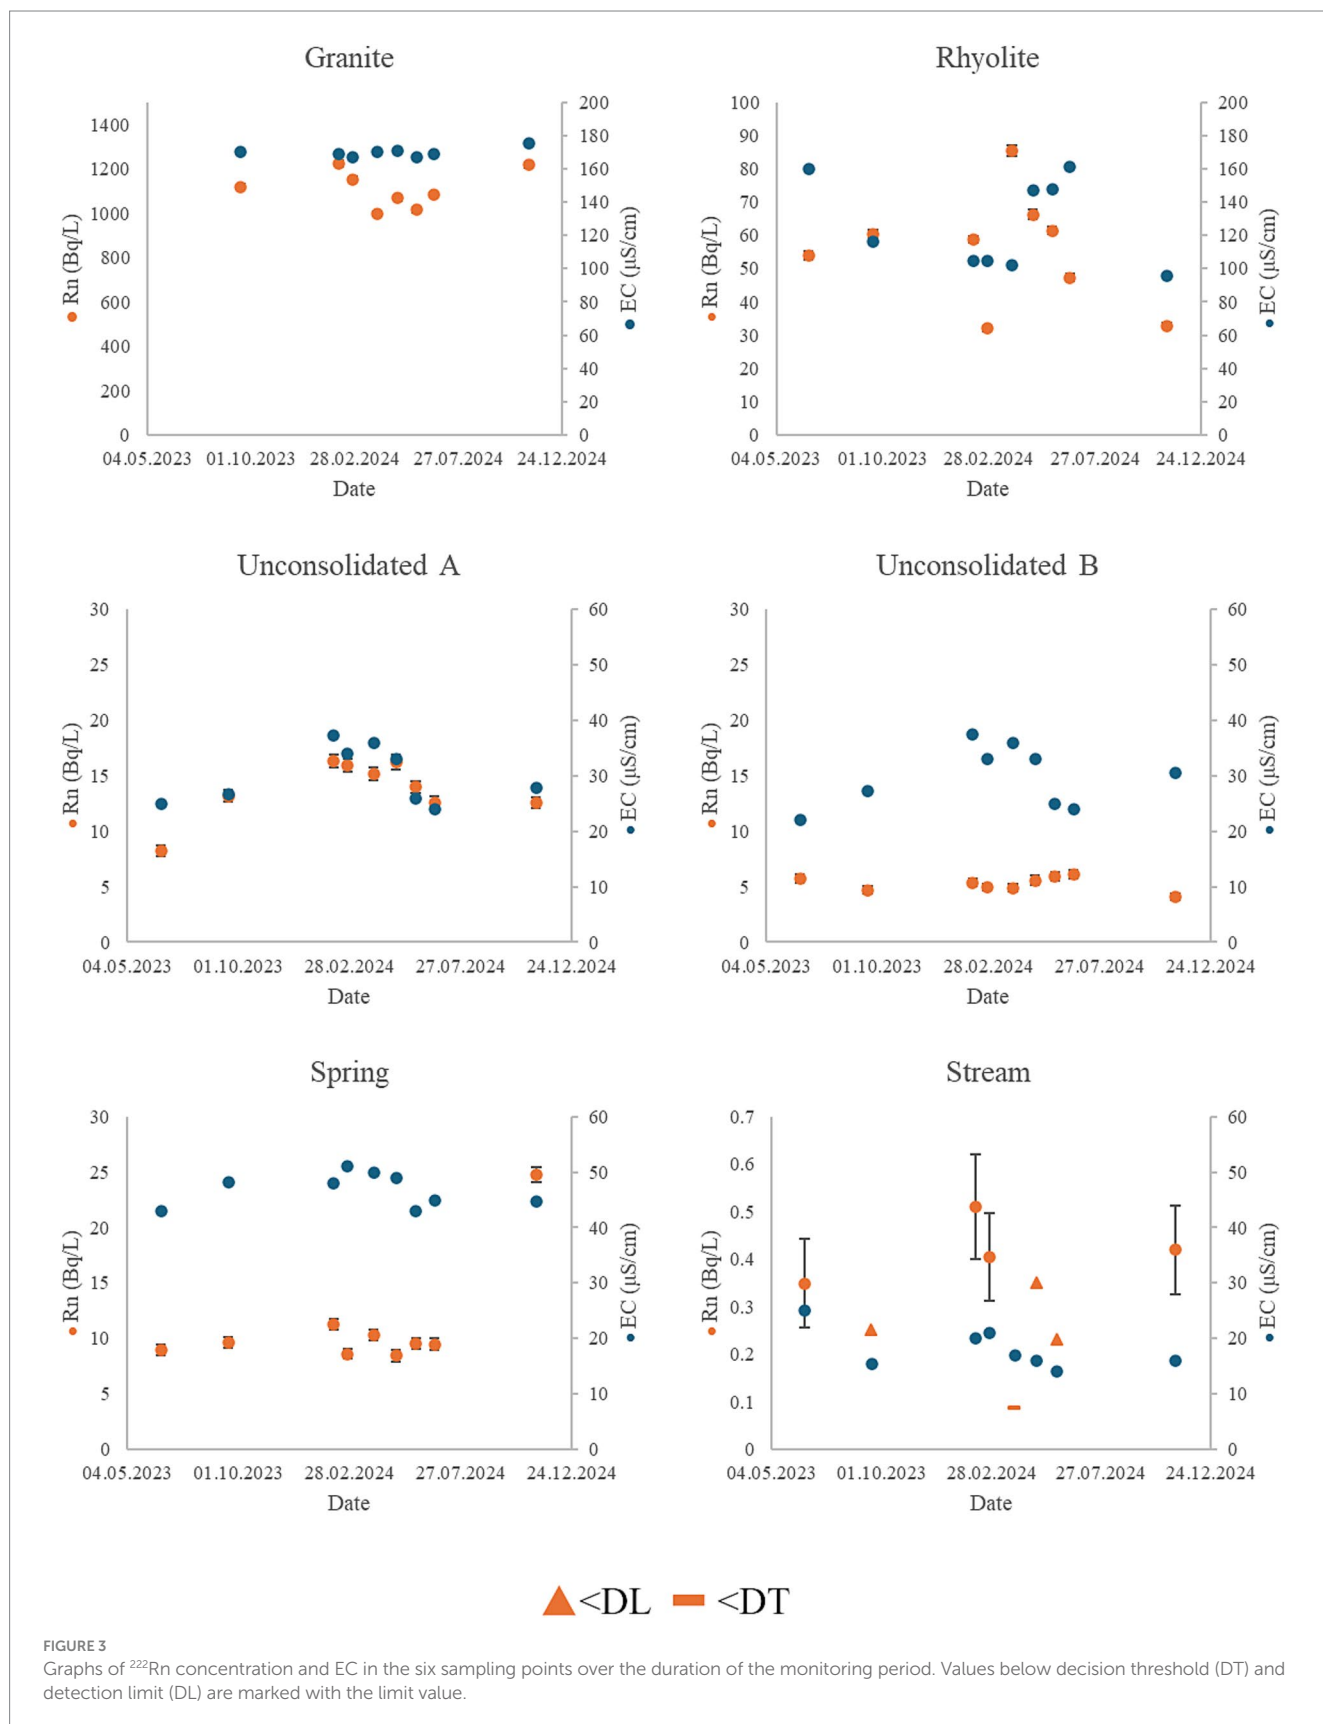 Granite
1400
1200
1000
800
600
400
200
0
Rn (Bq/L)
200
180
160
140
120
100
80
60
40
20
0
EC (µS/cm)
04.05.2023 01.10.2023 28.02.2024 27.07.2024 24.12.2024
Date
Rhyolite
100
90
80
70
60
50
40
30
20
10
0
Rn (Bq/L)
200
180
160
140
120
100
80
60
40
20
0
EC (µS/cm)
04.05.2023 01.10.2023 28.02.2024 27.07.2024 24.12.2024
Date
Unconsolidated A
30
25
20
15
10
5
0
Rn (Bq/L)
60
50
40
30
20
10
0
EC (µS/cm)
04.05.2023 01.10.2023 28.02.2024 27.07.2024 24.12.2024
Date
Unconsolidated B
30
25
20
15
10
5
0
Rn (Bq/L)
60
50
40
30
20
10
0
EC (µS/cm)
04.05.2023 01.10.2023 28.02.2024 27.07.2024 24.12.2024
Date
Spring
30
25
20
15
10
5
0
Rn (Bq/L)
60
50
40
30
20
10
0
EC (µS/cm)
04.05.2023 01.10.2023 28.02.2024 27.07.2024 24.12.2024
Date
Stream
0.7
0.6
0.5
0.4
0.3
0.2
0.1
0
Rn (Bq/L)
60
50
40
30
20
10
0
EC (µS/cm)
04.05.2023 01.10.2023 28.02.2024 27.07.2024 24.12.2024
Date
<DL <DT
FIGURE 3
Graphs of ²²²Rn concentration and EC in the six sampling points over the duration of the monitoring period. Values below decision threshold (DT) and
detection limit (DL) are marked with the limit value.